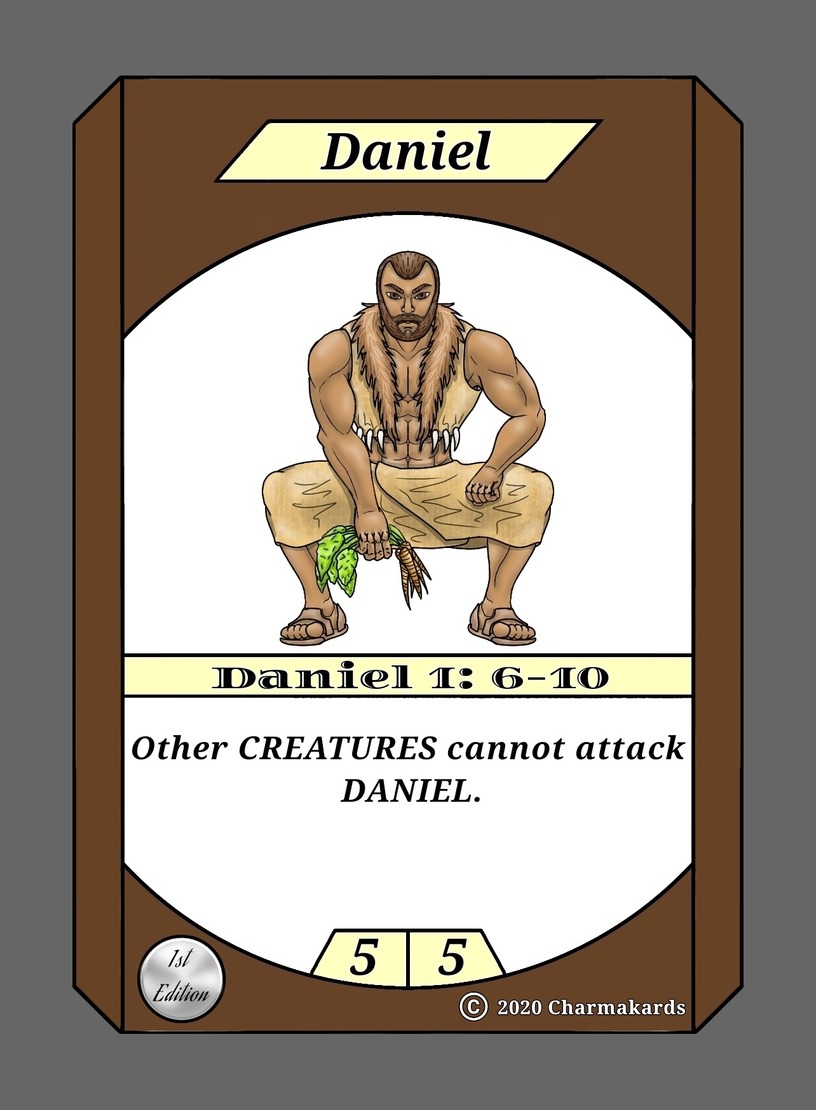 Daniel
Daniel 1: 6-10
Other CREATURES cannot attack
DANIEL.
5 5
1st
Edition
© 2020 Charmakards